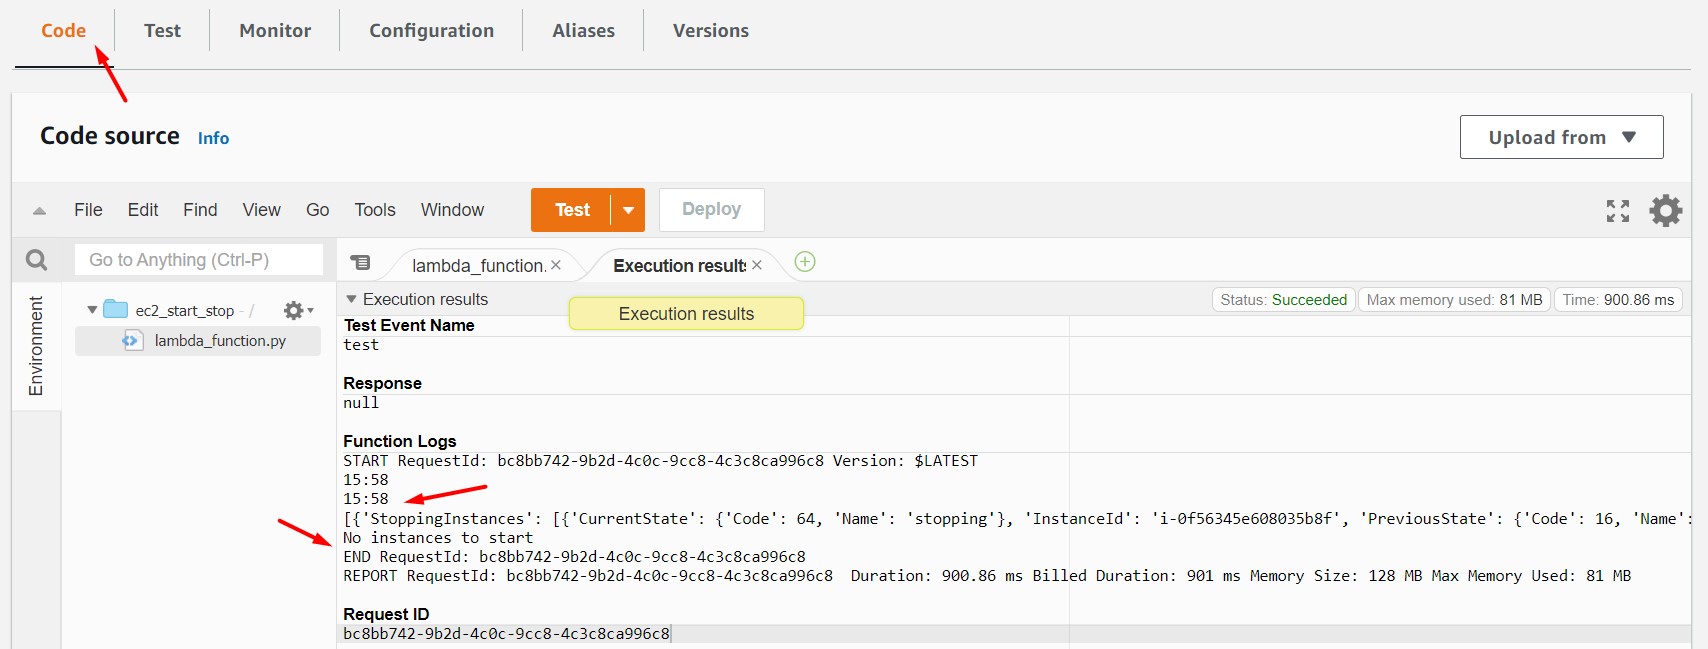 Code Test Monitor Configuration Aliases Versions
Code source Info
Upload from
File Edit Find View Go Tools Window Test Deploy
Go to Anything (Ctrl-P)
lambda_function. × Execution results ×
Environment
ec2_start_stop - /
lambda_function.py
Execution results
Execution results
Status: Succeeded Max memory used: 81 MB Time: 900.86 ms
Test Event Name
test
Response
null
Function Logs
START RequestId: bc8bb742-9b2d-4c0c-9cc8-4c3c8ca996c8 Version: $LATEST
15:58
15:58
[{'StoppingInstances': [{'CurrentState': {'Code': 64, 'Name': 'stopping'}, 'InstanceId': 'i-0f56345e608035b8f', 'PreviousState': {'Code': 16, 'Name':
No instances to start
END RequestId: bc8bb742-9b2d-4c0c-9cc8-4c3c8ca996c8
REPORT RequestId: bc8bb742-9b2d-4c0c-9cc8-4c3c8ca996c8 Duration: 900.86 ms Billed Duration: 901 ms Memory Size: 128 MB Max Memory Used: 81 MB
Request ID
bc8bb742-9b2d-4c0c-9cc8-4c3c8ca996c8